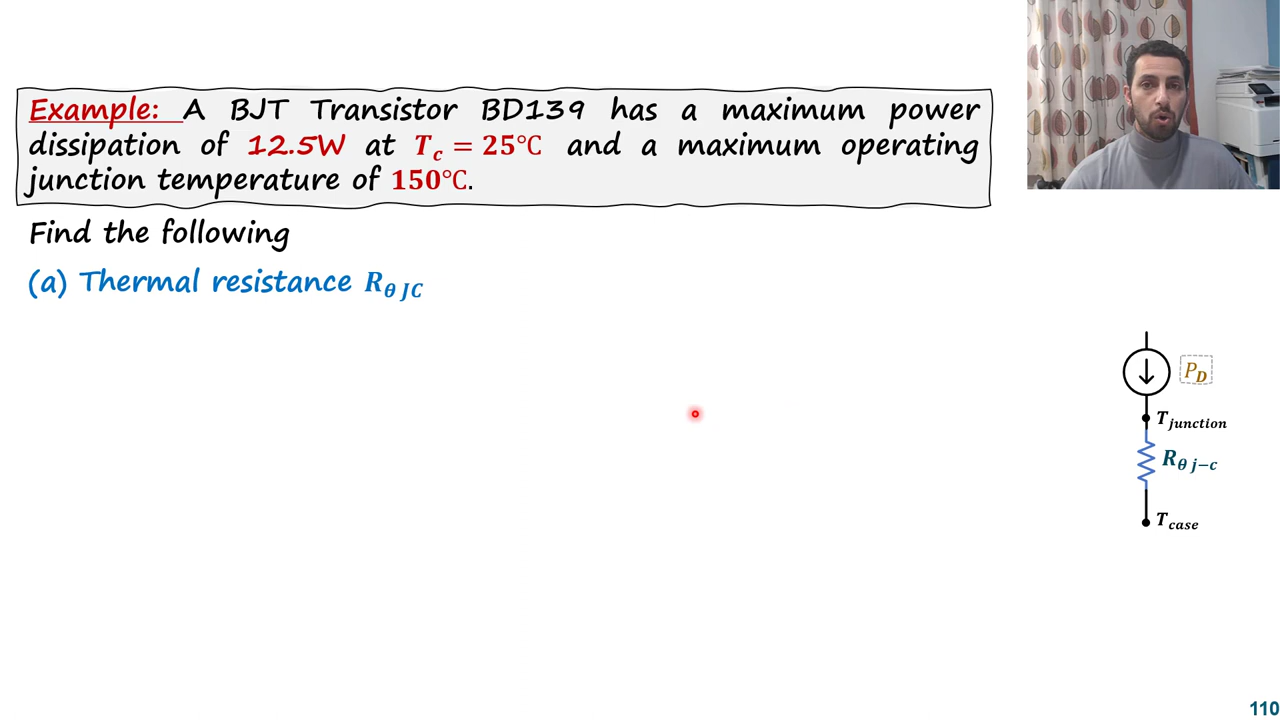 Example: A BJT Transistor BD139 has a maximum power
dissipation of 12.5W at T_c = 25℃ and a maximum operating
junction temperature of 150℃.
Find the following
(a) Thermal resistance R_θ JC
P_D
T_junction
R_θ j−c
T_case
110